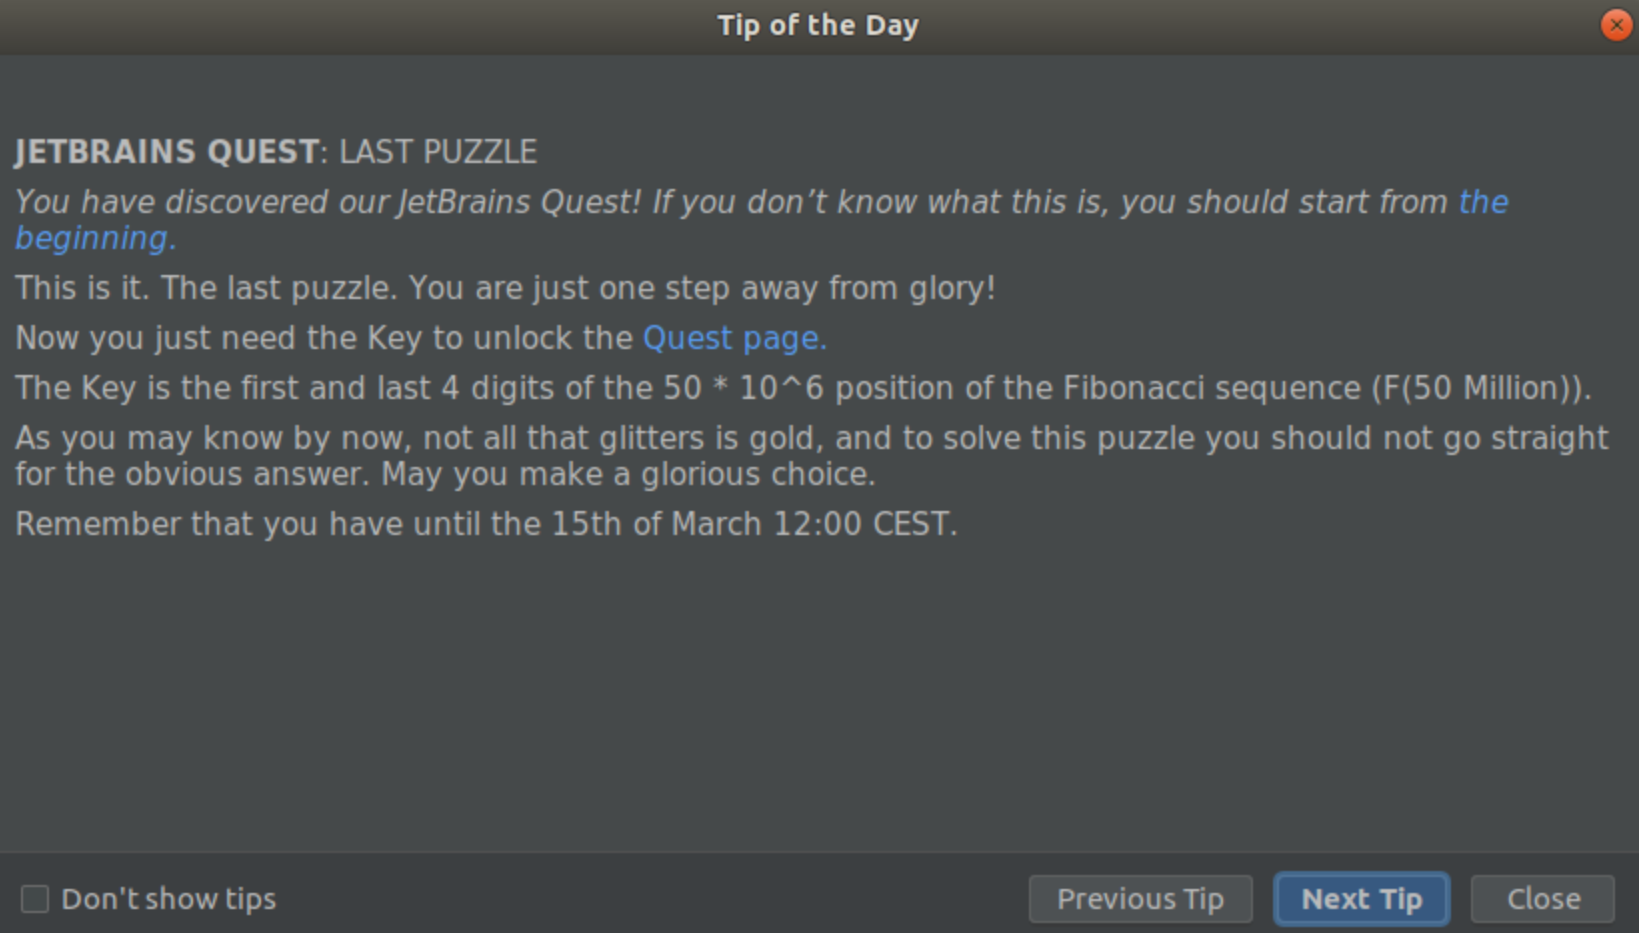 Tip of the Day
JETBRAINS QUEST: LAST PUZZLE
You have discovered our JetBrains Quest! If you don’t know what this is, you should start from the
beginning.
This is it. The last puzzle. You are just one step away from glory!
Now you just need the Key to unlock the Quest page.
The Key is the first and last 4 digits of the 50 * 10^6 position of the Fibonacci sequence (F(50 Million)).
As you may know by now, not all that glitters is gold, and to solve this puzzle you should not go straight
for the obvious answer. May you make a glorious choice.
Remember that you have until the 15th of March 12:00 CEST.
Don't show tips
Previous Tip
Next Tip
Close